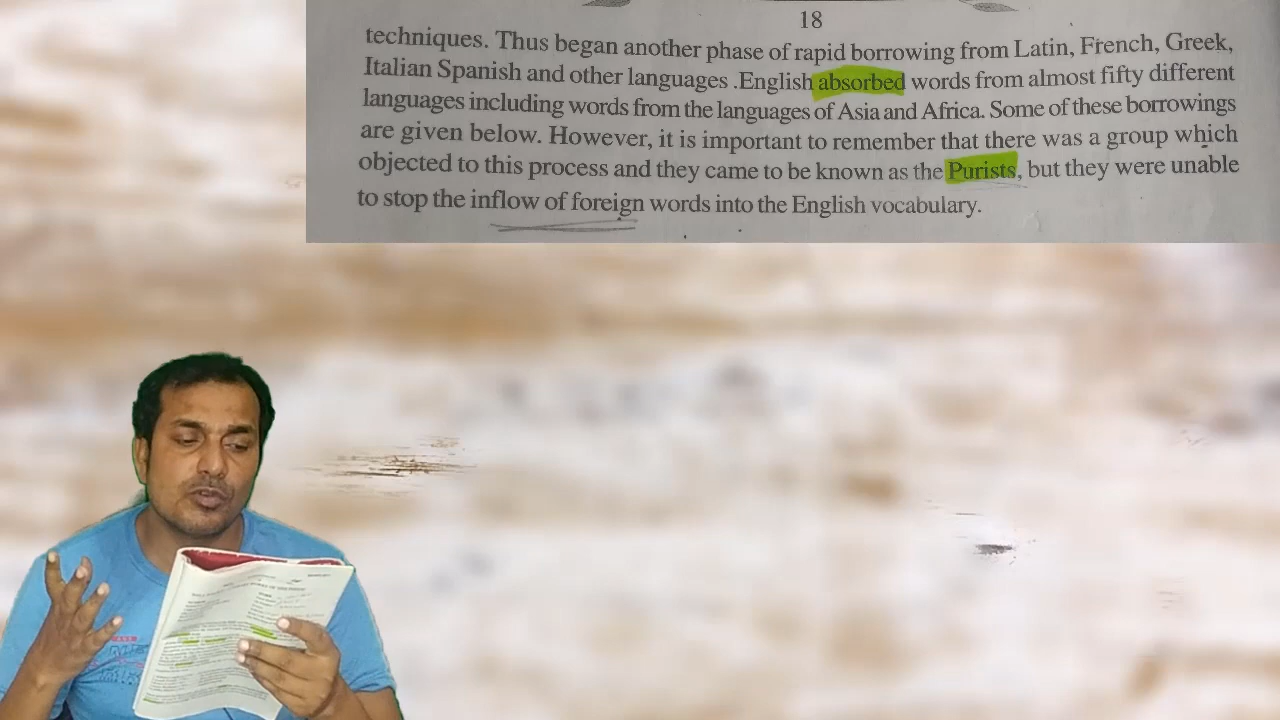 18
techniques. Thus began another phase of rapid borrowing from Latin, French, Greek,
Italian Spanish and other languages .English absorbed words from almost fifty different
languages including words from the languages of Asia and Africa. Some of these borrowings
are given below. However, it is important to remember that there was a group which
objected to this process and they came to be known as the Purists, but they were unable
to stop the inflow of foreign words into the English vocabulary.